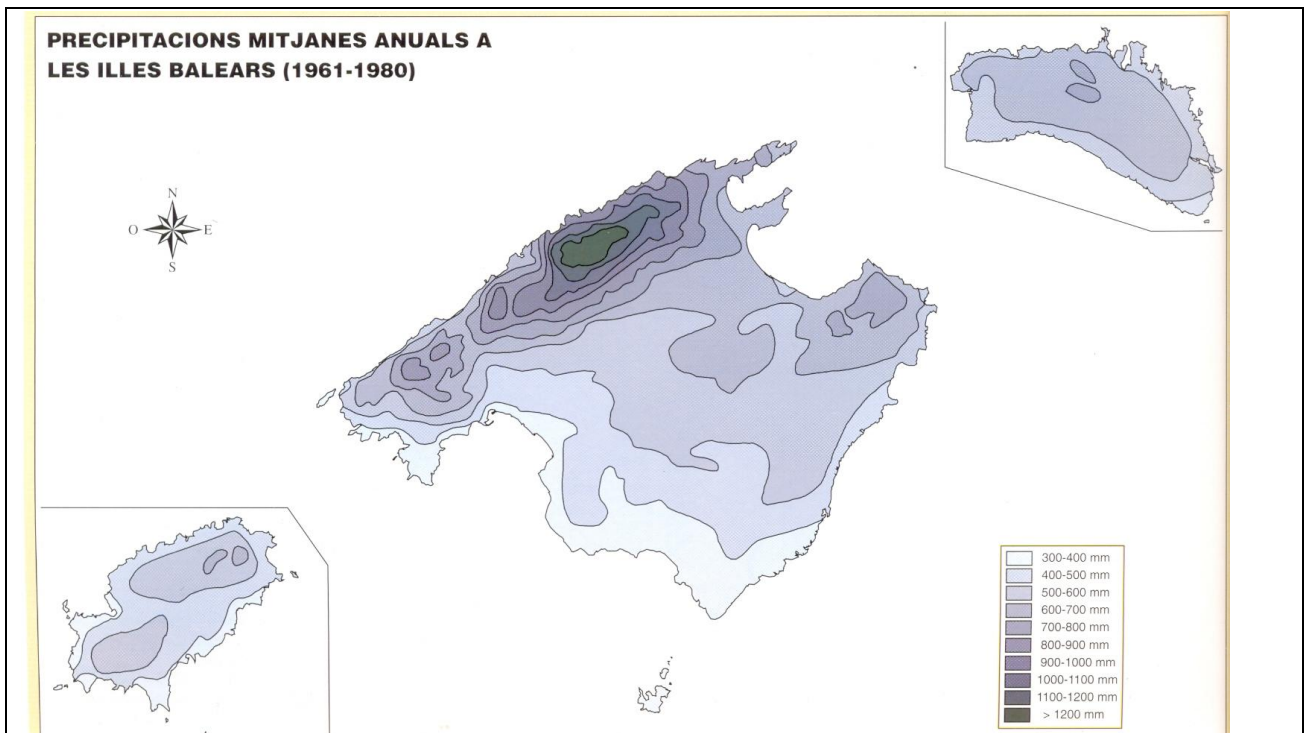 PRECIPITACIONS MITJANES ANUALS A
LES ILLES BALEARS (1961-1980)
N
O
E
S
300-400 mm
400-500 mm
500-600 mm
600-700 mm
700-800 mm
800-900 mm
900-1000 mm
1000-1100 mm
1100-1200 mm
> 1200 mm